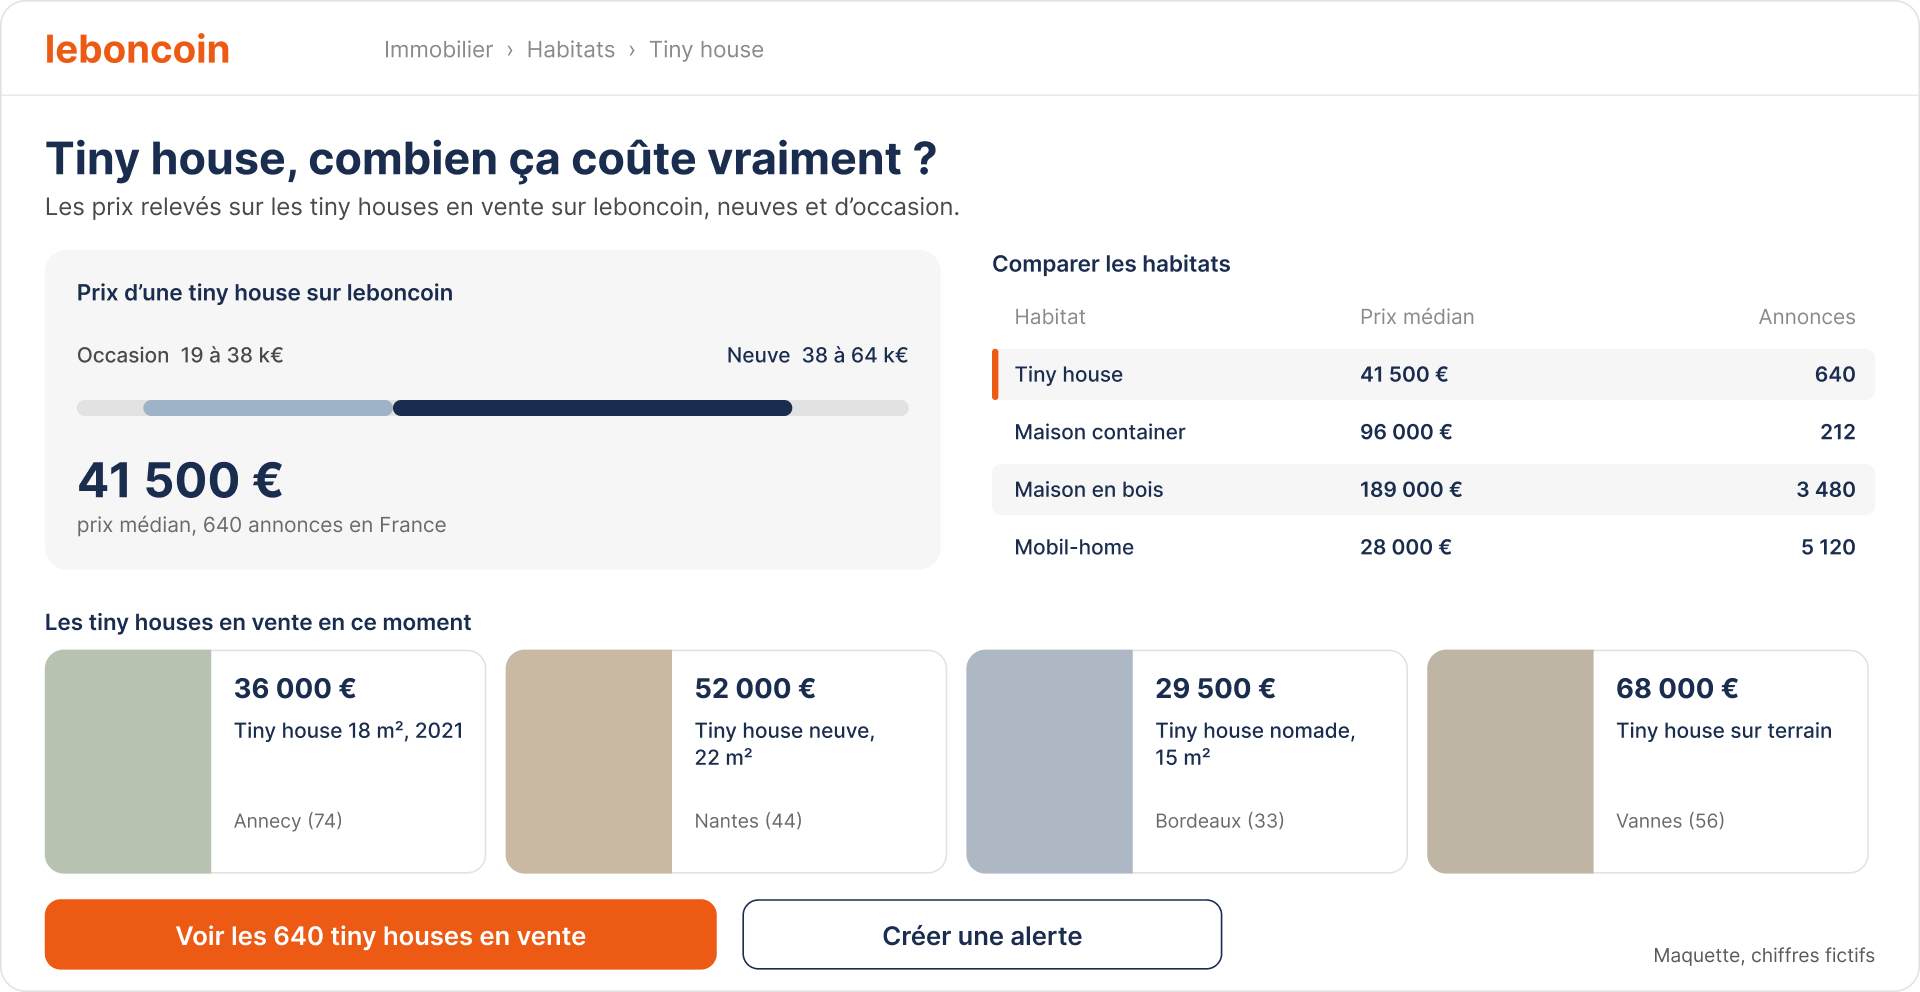 leboncoin
Immobilier › Habitats › Tiny house
Tiny house, combien ça coûte vraiment ?
Les prix relevés sur les tiny houses en vente sur leboncoin, neuves et d’occasion.
Prix d’une tiny house sur leboncoin
Occasion 19 à 38 k€
Neuve 38 à 64 k€
41 500 €
prix médian, 640 annonces en France
Comparer les habitats
Habitat Prix médian Annonces
Tiny house 41 500 € 640
Maison container 96 000 € 212
Maison en bois 189 000 € 3 480
Mobil-home 28 000 € 5 120
Les tiny houses en vente en ce moment
36 000 €
Tiny house 18 m², 2021
Annecy (74)
52 000 €
Tiny house neuve,
22 m²
Nantes (44)
29 500 €
Tiny house nomade,
15 m²
Bordeaux (33)
68 000 €
Tiny house sur terrain
Vannes (56)
Voir les 640 tiny houses en vente
Créer une alerte
Maquette, chiffres fictifs